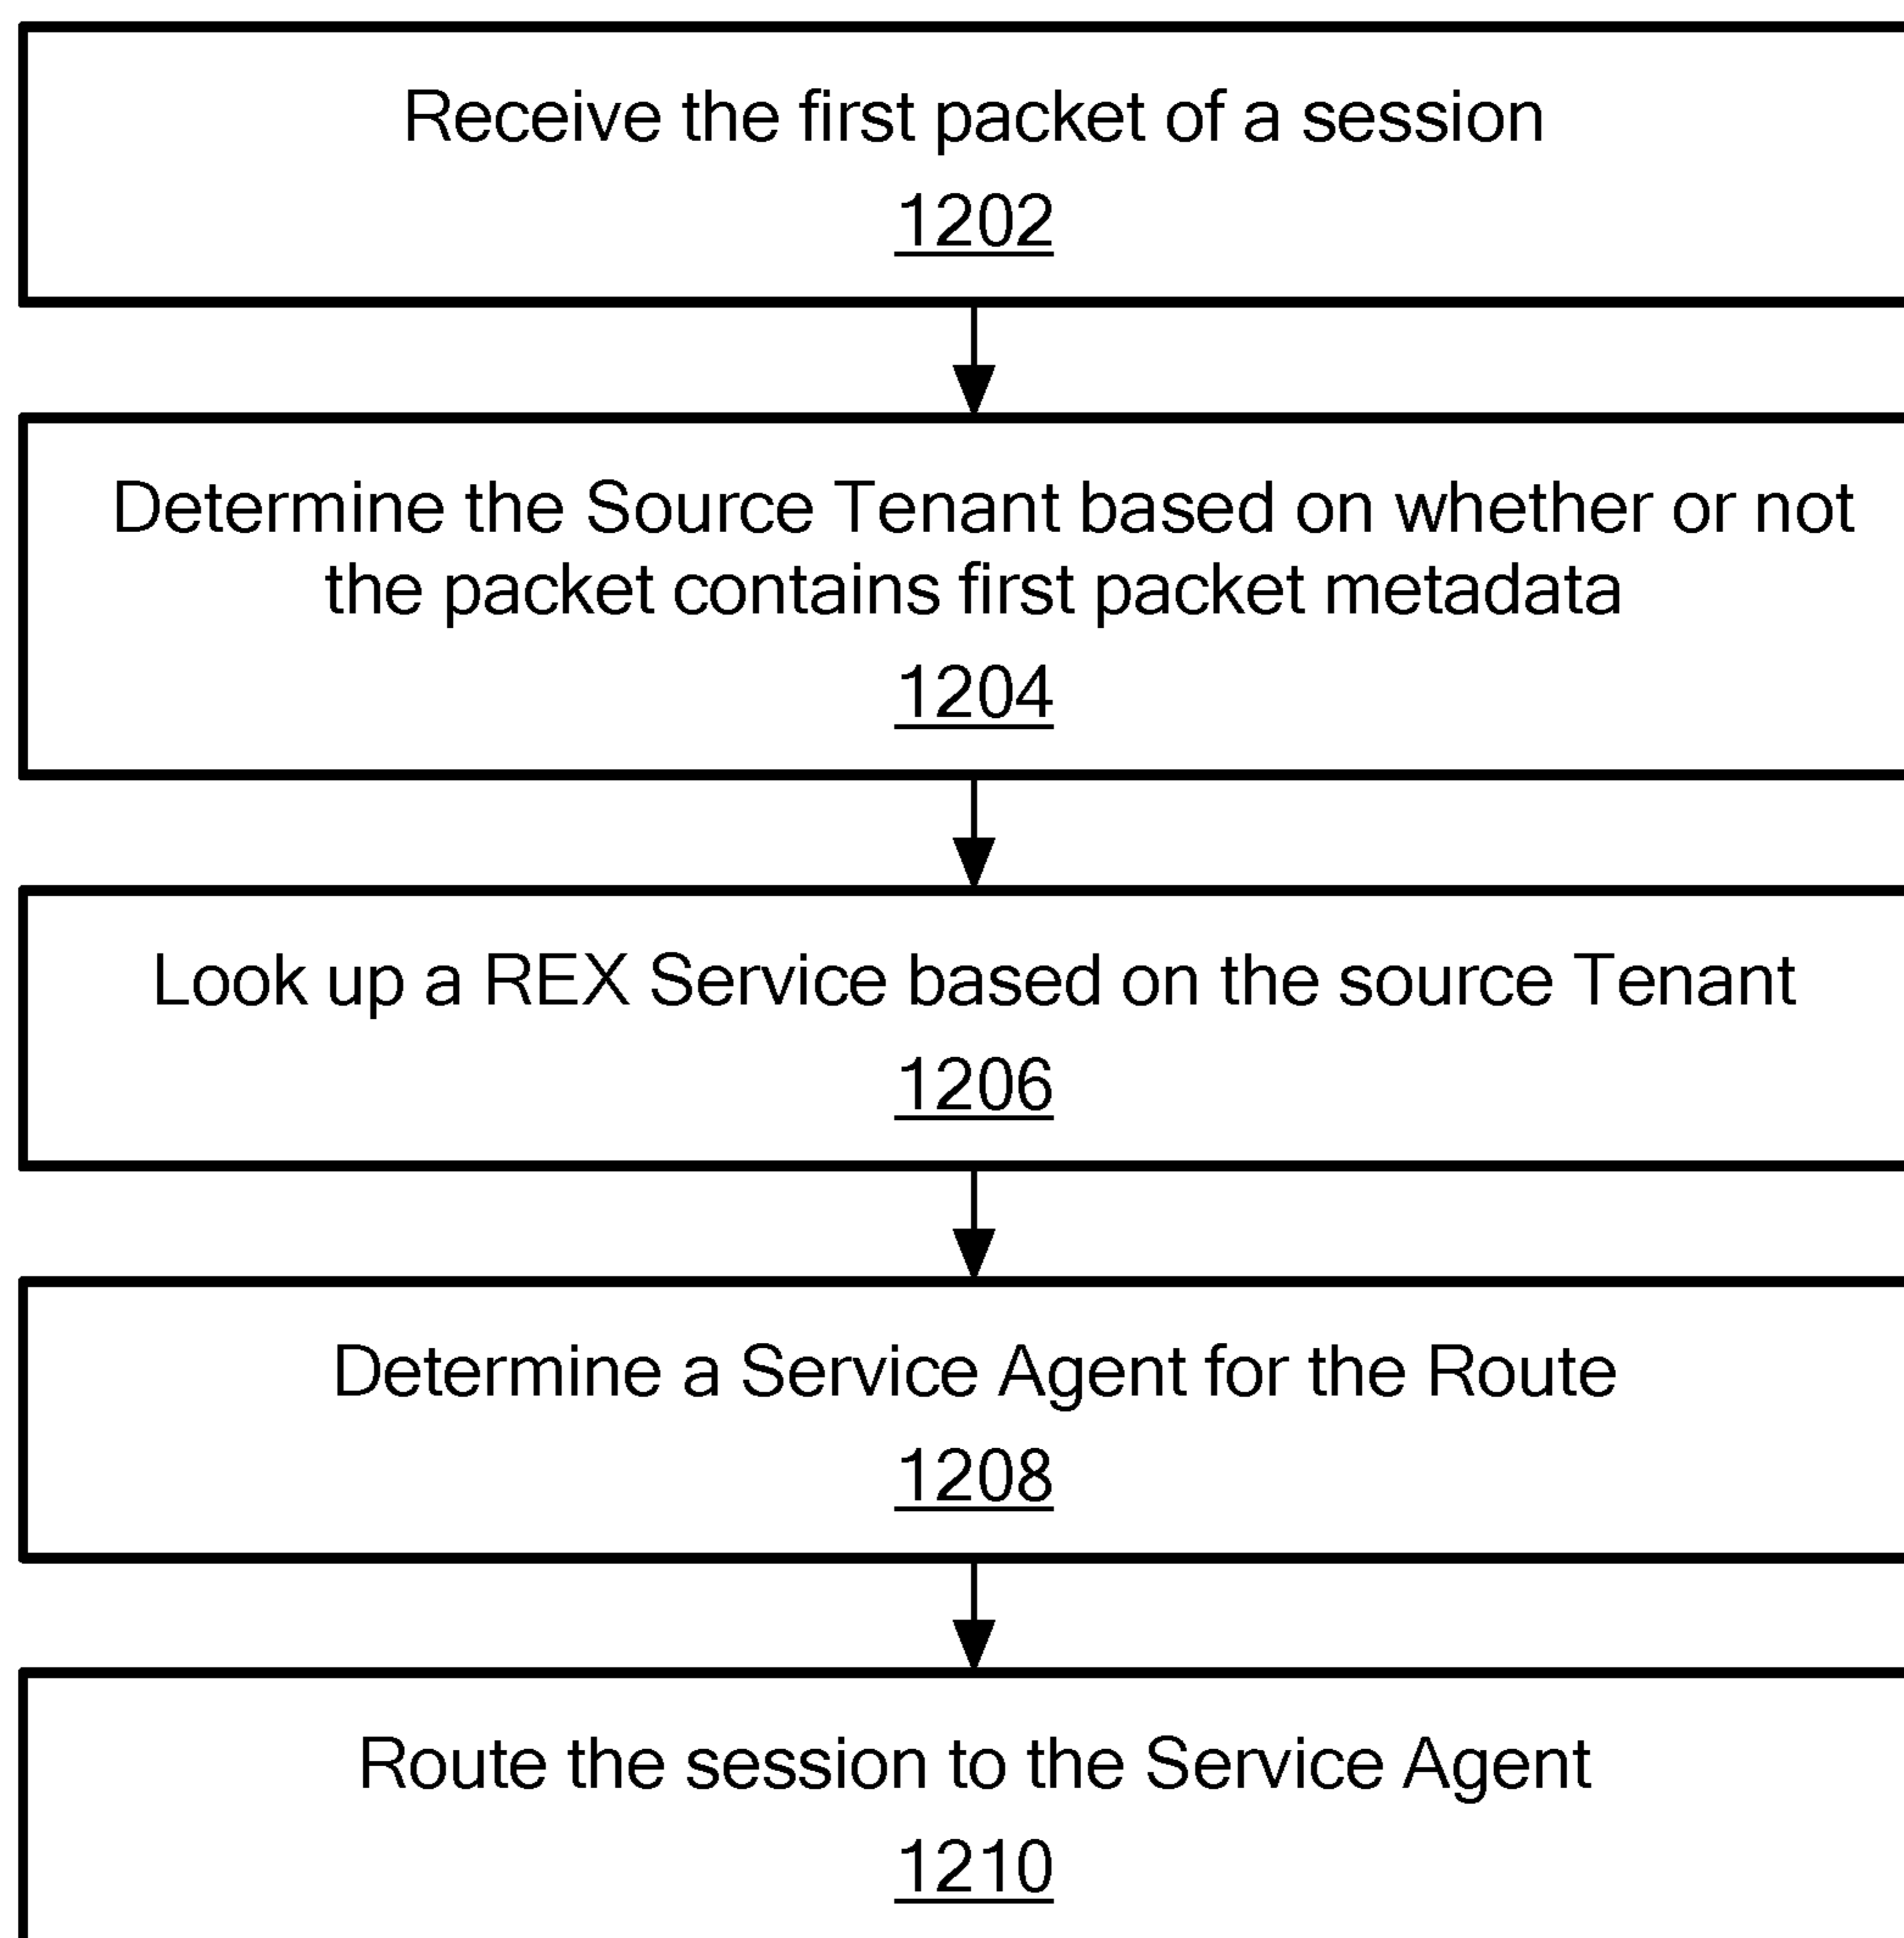 Receive the first packet of a session
1202
Determine the Source Tenant based on whether or not
the packet contains first packet metadata
1204
Look up a REX Service based on the source Tenant
1206
Determine a Service Agent for the Route
1208
Route the session to the Service Agent
1210